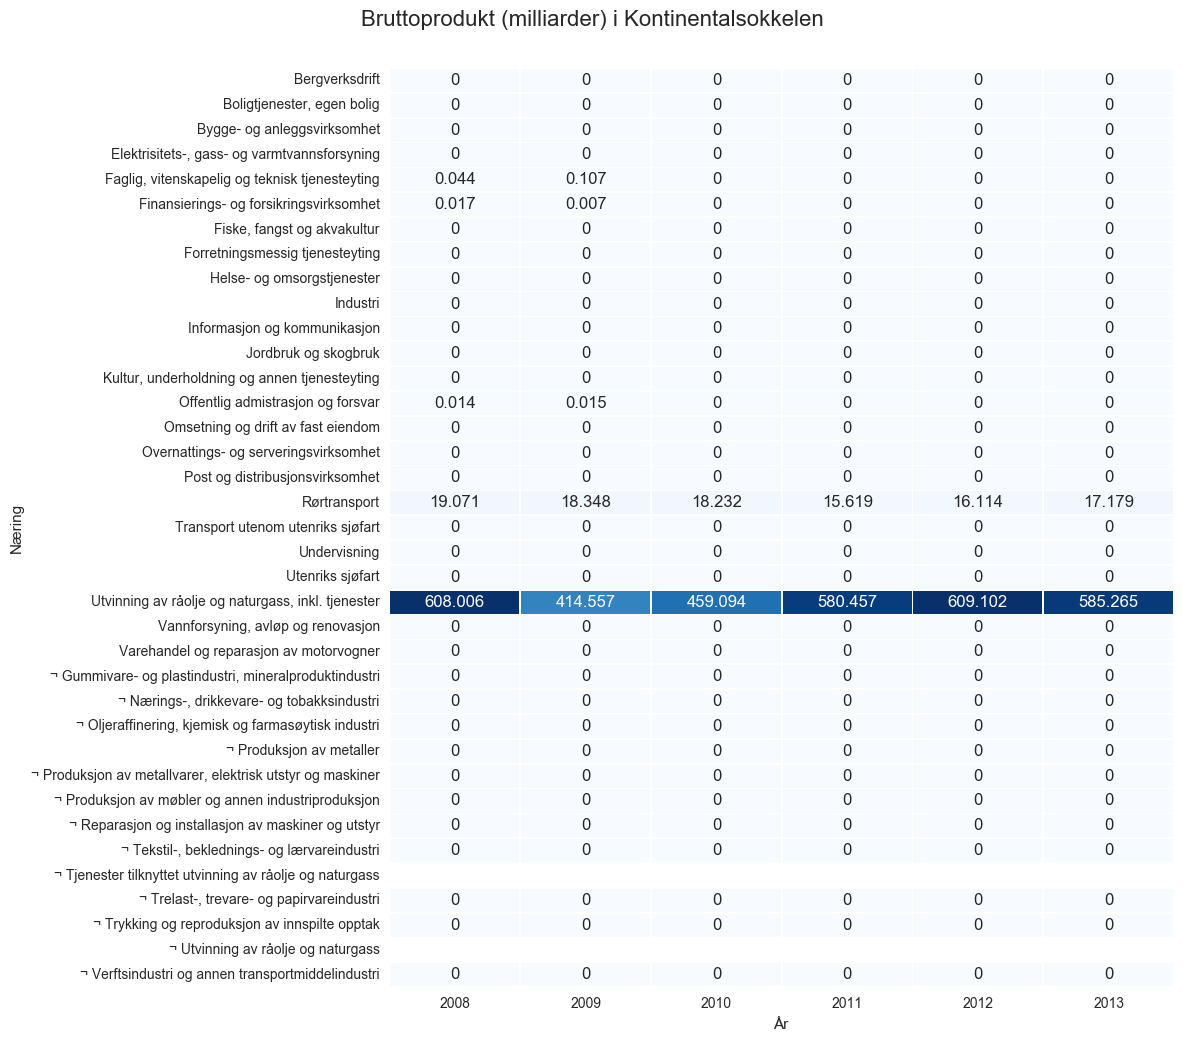 Bruttoprodukt (milliarder) i Kontinentalsokkelen
Næring
Bergverksdrift 0 0 0 0 0 0
Boligtjenester, egen bolig 0 0 0 0 0 0
Bygge- og anleggsvirksomhet 0 0 0 0 0 0
Elektrisitets-, gass- og varmtvannsforsyning 0 0 0 0 0 0
Faglig, vitenskapelig og teknisk tjenesteyting 0.044 0.107 0 0 0 0
Finansierings- og forsikringsvirksomhet 0.017 0.007 0 0 0 0
Fiske, fangst og akvakultur 0 0 0 0 0 0
Forretningsmessig tjenesteyting 0 0 0 0 0 0
Helse- og omsorgstjenester 0 0 0 0 0 0
Industri 0 0 0 0 0 0
Informasjon og kommunikasjon 0 0 0 0 0 0
Jordbruk og skogbruk 0 0 0 0 0 0
Kultur, underholdning og annen tjenesteyting 0 0 0 0 0 0
Offentlig admistrasjon og forsvar 0.014 0.015 0 0 0 0
Omsetning og drift av fast eiendom 0 0 0 0 0 0
Overnattings- og serveringsvirksomhet 0 0 0 0 0 0
Post og distribusjonsvirksomhet 0 0 0 0 0 0
Rørtransport 19.071 18.348 18.232 15.619 16.114 17.179
Transport utenom utenriks sjøfart 0 0 0 0 0 0
Undervisning 0 0 0 0 0 0
Utenriks sjøfart 0 0 0 0 0 0
Utvinning av råolje og naturgass, inkl. tjenester 608.006 414.557 459.094 580.457 609.102 585.265
Vannforsyning, avløp og renovasjon 0 0 0 0 0 0
Varehandel og reparasjon av motorvogner 0 0 0 0 0 0
¬ Gummivare- og plastindustri, mineralproduktindustri 0 0 0 0 0 0
¬ Nærings-, drikkevare- og tobakksindustri 0 0 0 0 0 0
¬ Oljeraffinering, kjemisk og farmasøytisk industri 0 0 0 0 0 0
¬ Produksjon av metaller 0 0 0 0 0 0
¬ Produksjon av metallvarer, elektrisk utstyr og maskiner 0 0 0 0 0 0
¬ Produksjon av møbler og annen industriproduksjon 0 0 0 0 0 0
¬ Reparasjon og installasjon av maskiner og utstyr 0 0 0 0 0 0
¬ Tekstil-, beklednings- og lærvareindustri 0 0 0 0 0 0
¬ Tjenester tilknyttet utvinning av råolje og naturgass
¬ Trelast-, trevare- og papirvareindustri 0 0 0 0 0 0
¬ Trykking og reproduksjon av innspilte opptak 0 0 0 0 0 0
¬ Utvinning av råolje og naturgass
¬ Verftsindustri og annen transportmiddelindustri 0 0 0 0 0 0
2008 2009 2010 2011 2012 2013
År